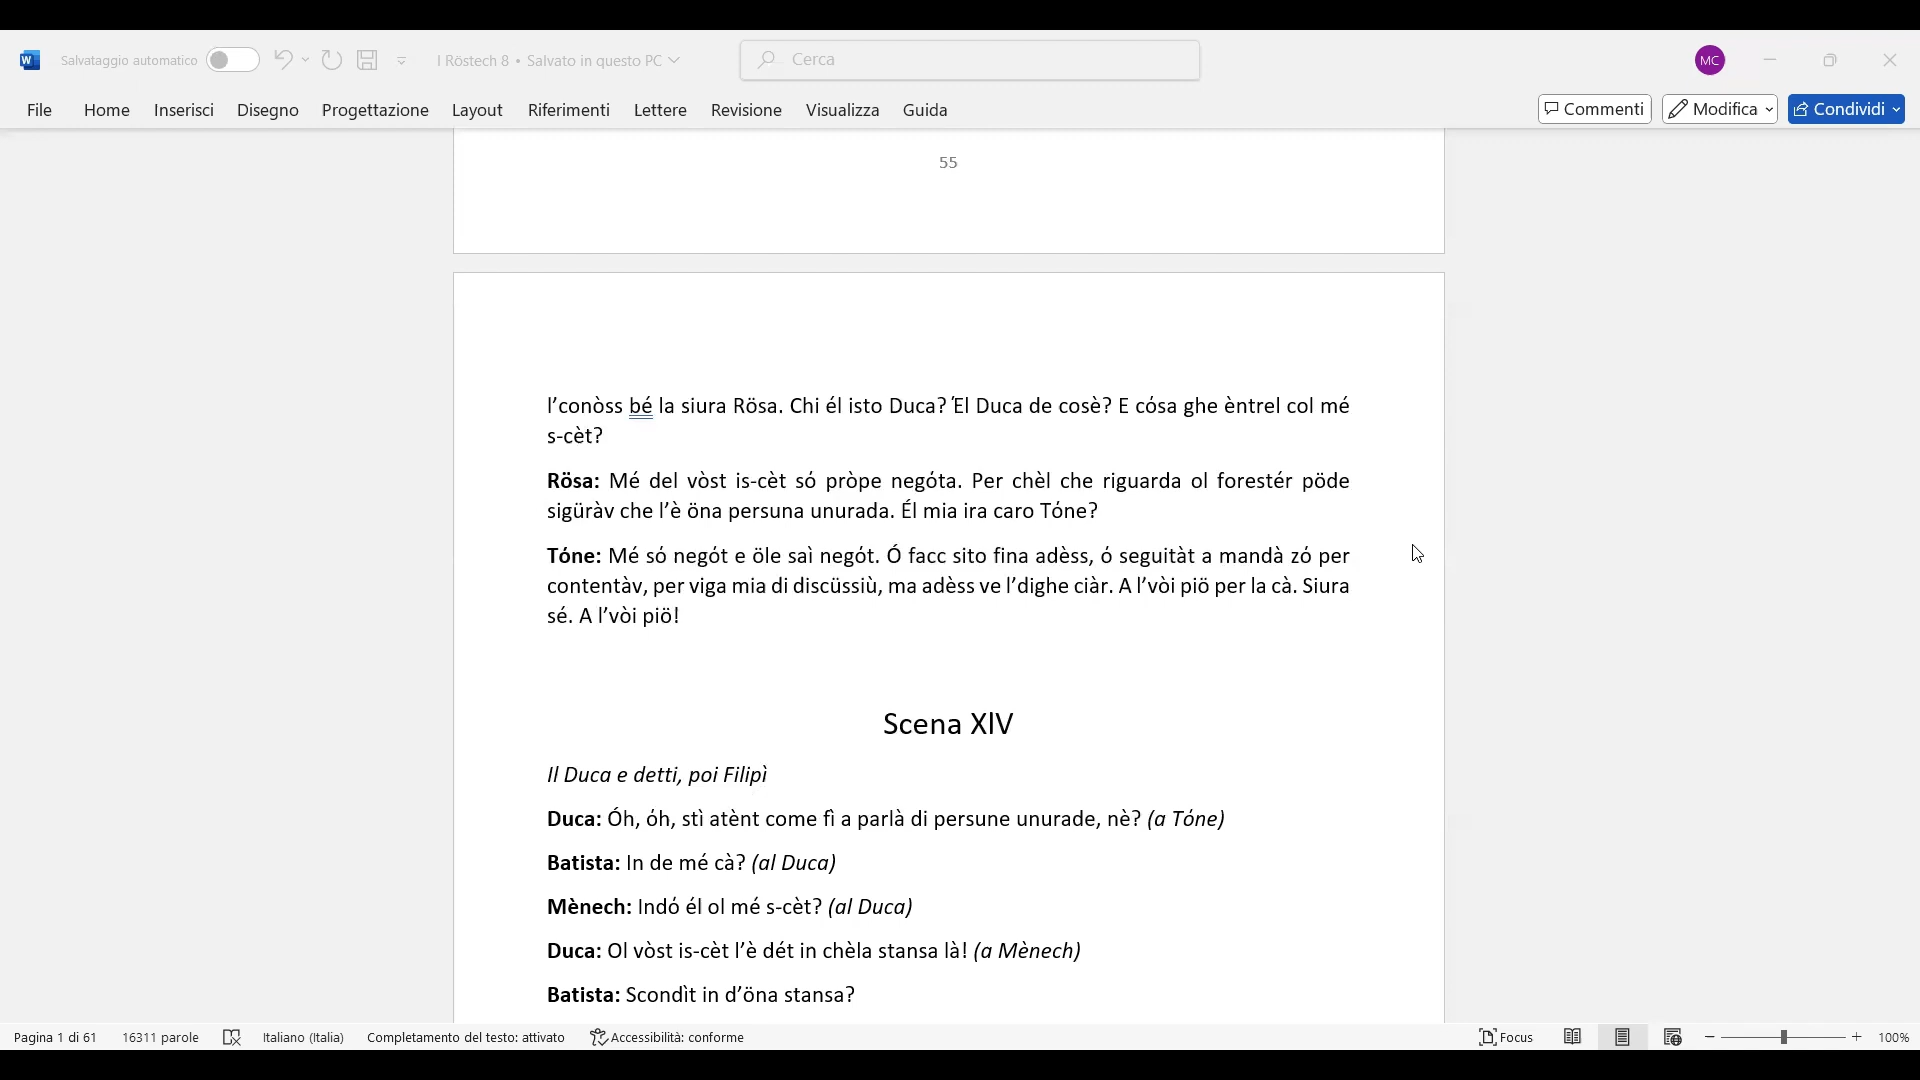 Salvataggio automatico
I Röstech 8 • Salvato in questo PC
Cerca
MC
File Home Inserisci Disegno Progettazione Layout Riferimenti Lettere Revisione Visualizza Guida
Commenti Modifica Condividi
55
l’conòss bé la siura Rösa. Chi él isto Duca? Èl Duca de cosè? E cósa ghe èntrel col mé
s-cèt?
Rösa: Mé del vòst is-cèt só pròpe negóta. Per chèl che riguarda ol forestér pöde
sigüràv che l’è öna persuna unurada. Él mia ira caro Tóne?
Tóne: Mé só negót e öle saì negót. Ó facc sito fina adèss, ó seguitàt a mandà zó per
contentàv, per viga mia di discüssiù, ma adèss ve l’dighe ciàr. A l’vòi piö per la cà. Siura
sé. A l’vòi piö!
Scena XlV
Il Duca e detti, poi Filipì
Duca: Óh, óh, stì atènt come fì a parlà di persune unurade, nè? (a Tóne)
Batista: In de mé cà? (al Duca)
Mènech: Indó él ol mé s-cèt? (al Duca)
Duca: Ol vòst is-cèt l’è dét in chèla stansa là! (a Mènech)
Batista: Scondìt in d’öna stansa?
Pagina 1 di 61 16311 parole Italiano (Italia) Completamento del testo: attivato Accessibilità: conforme Focus 100%